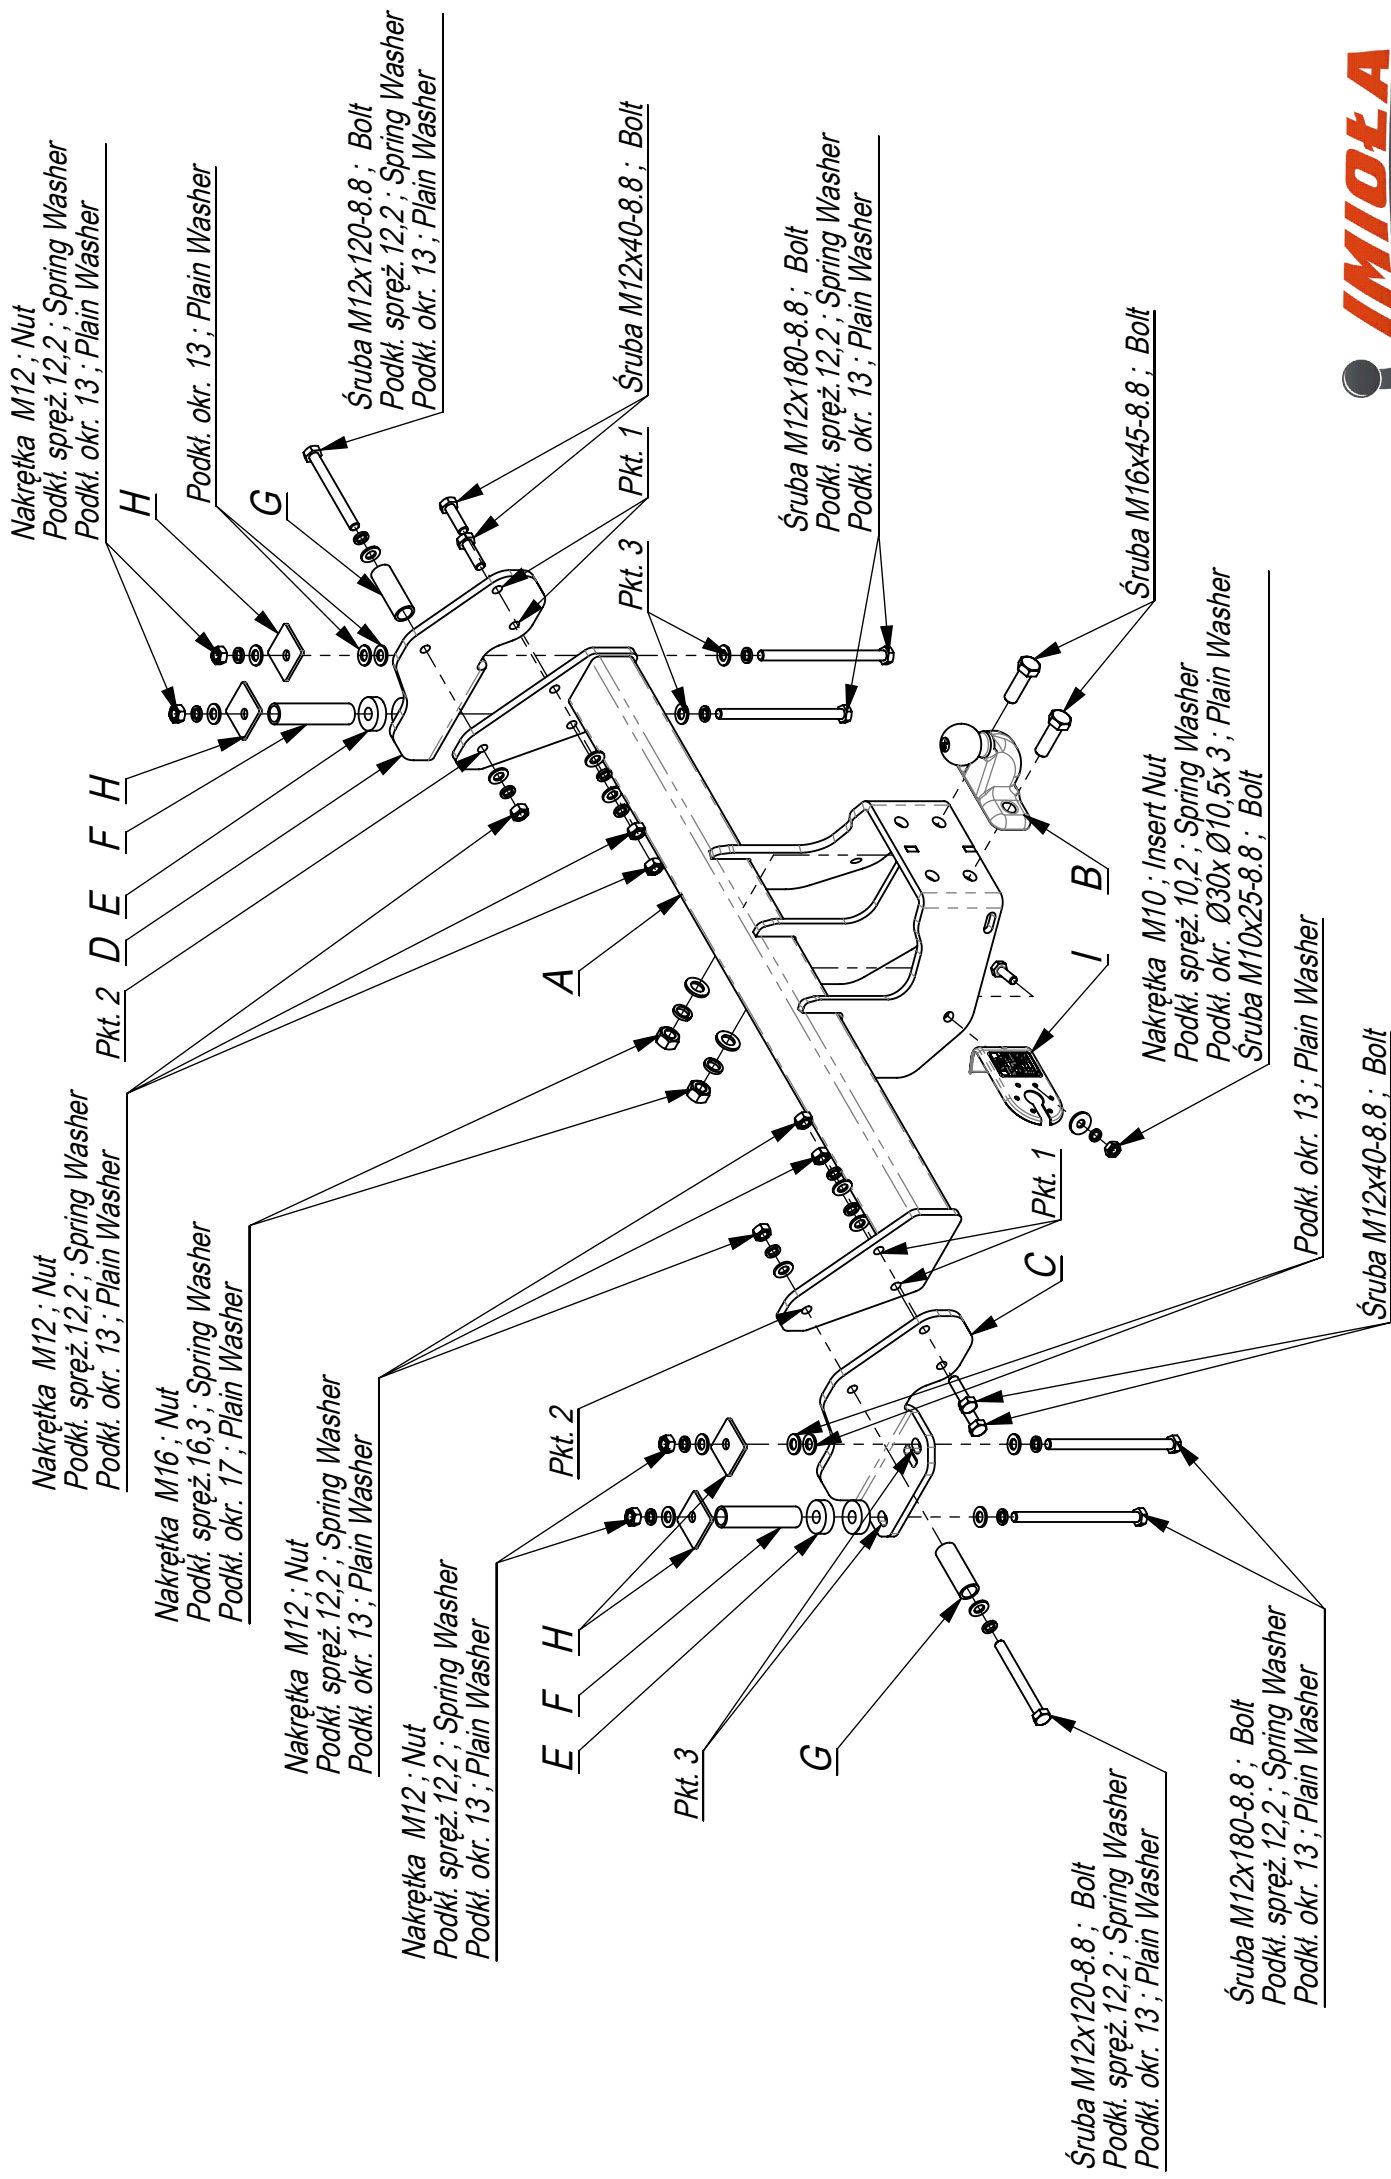 Nakrętka M12 ; Nut
Podkł. spręż.12,2 ; Spring Washer
Podkł. okr. 13 ; Plain Washer
H
Podkł. okr. 13 ; Plain Washer
G
Śruba M12x120-8.8 ; Bolt
Podkł. spręż.12,2 ; Spring Washer
Podkł. okr. 13 ; Plain Washer
Śruba M12x40-8.8 ; Bolt
Pkt. 1
Pkt. 3
Śruba M12x180-8.8 ; Bolt
Podkł. spręż.12,2 ; Spring Washer
Podkł. okr. 13 ; Plain Washer
Śruba M16x45-8.8 ; Bolt
H
F
E
D
Pkt. 2
A
B
I
Nakrętka M10 ; Insert Nut
Podkł. spręż. 10,2 ; Spring Washer
Podkł. okr. Ø30x Ø10,5x 3 ; Plain Washer
Śruba M10x25-8.8 ; Bolt
Nakrętka M12 ; Nut
Podkł. spręż.12,2 ; Spring Washer
Podkł. okr. 13 ; Plain Washer
Nakrętka M16 ; Nut
Podkł. spręż.16,3 ; Spring Washer
Podkł. okr. 17 ; Plain Washer
Nakrętka M12 ; Nut
Podkł. spręż.12,2 ; Spring Washer
Podkł. okr. 13 ; Plain Washer
Nakrętka M12 ; Nut
Podkł. spręż.12,2 ; Spring Washer
Podkł. okr. 13 ; Plain Washer
Pkt. 2
Pkt. 1
C
Podkł. okr. 13 ; Plain Washer
Śruba M12x40-8.8 ; Bolt
H
F
E
Pkt. 3
G
Śruba M12x120-8.8 ; Bolt
Podkł. spręż.12,2 ; Spring Washer
Podkł. okr. 13 ; Plain Washer
Śruba M12x180-8.8 ; Bolt
Podkł. spręż.12,2 ; Spring Washer
Podkł. okr. 13 ; Plain Washer
IMIOŁA